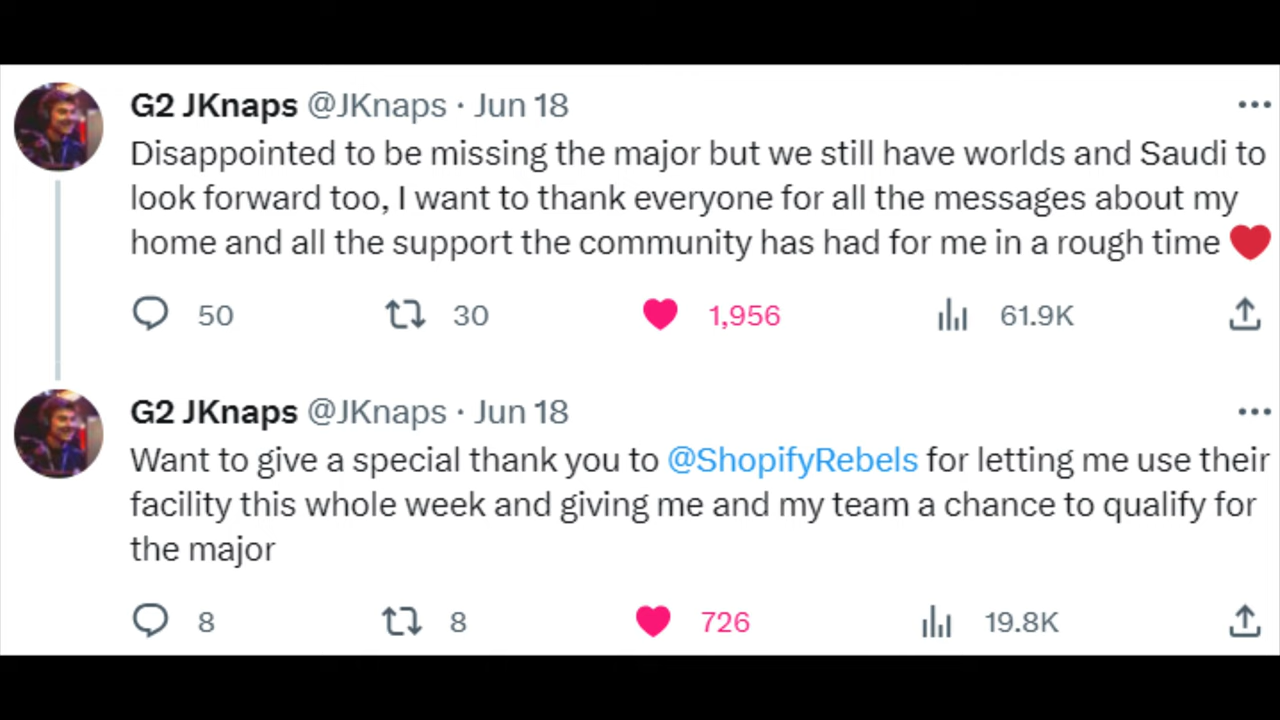 G2 JKnaps @JKnaps · Jun 18
Disappointed to be missing the major but we still have worlds and Saudi to
look forward too, I want to thank everyone for all the messages about my
home and all the support the community has had for me in a rough time ❤️
50 30 1,956 61.9K
G2 JKnaps @JKnaps · Jun 18
Want to give a special thank you to @ShopifyRebels for letting me use their
facility this whole week and giving me and my team a chance to qualify for
the major
8 8 726 19.8K